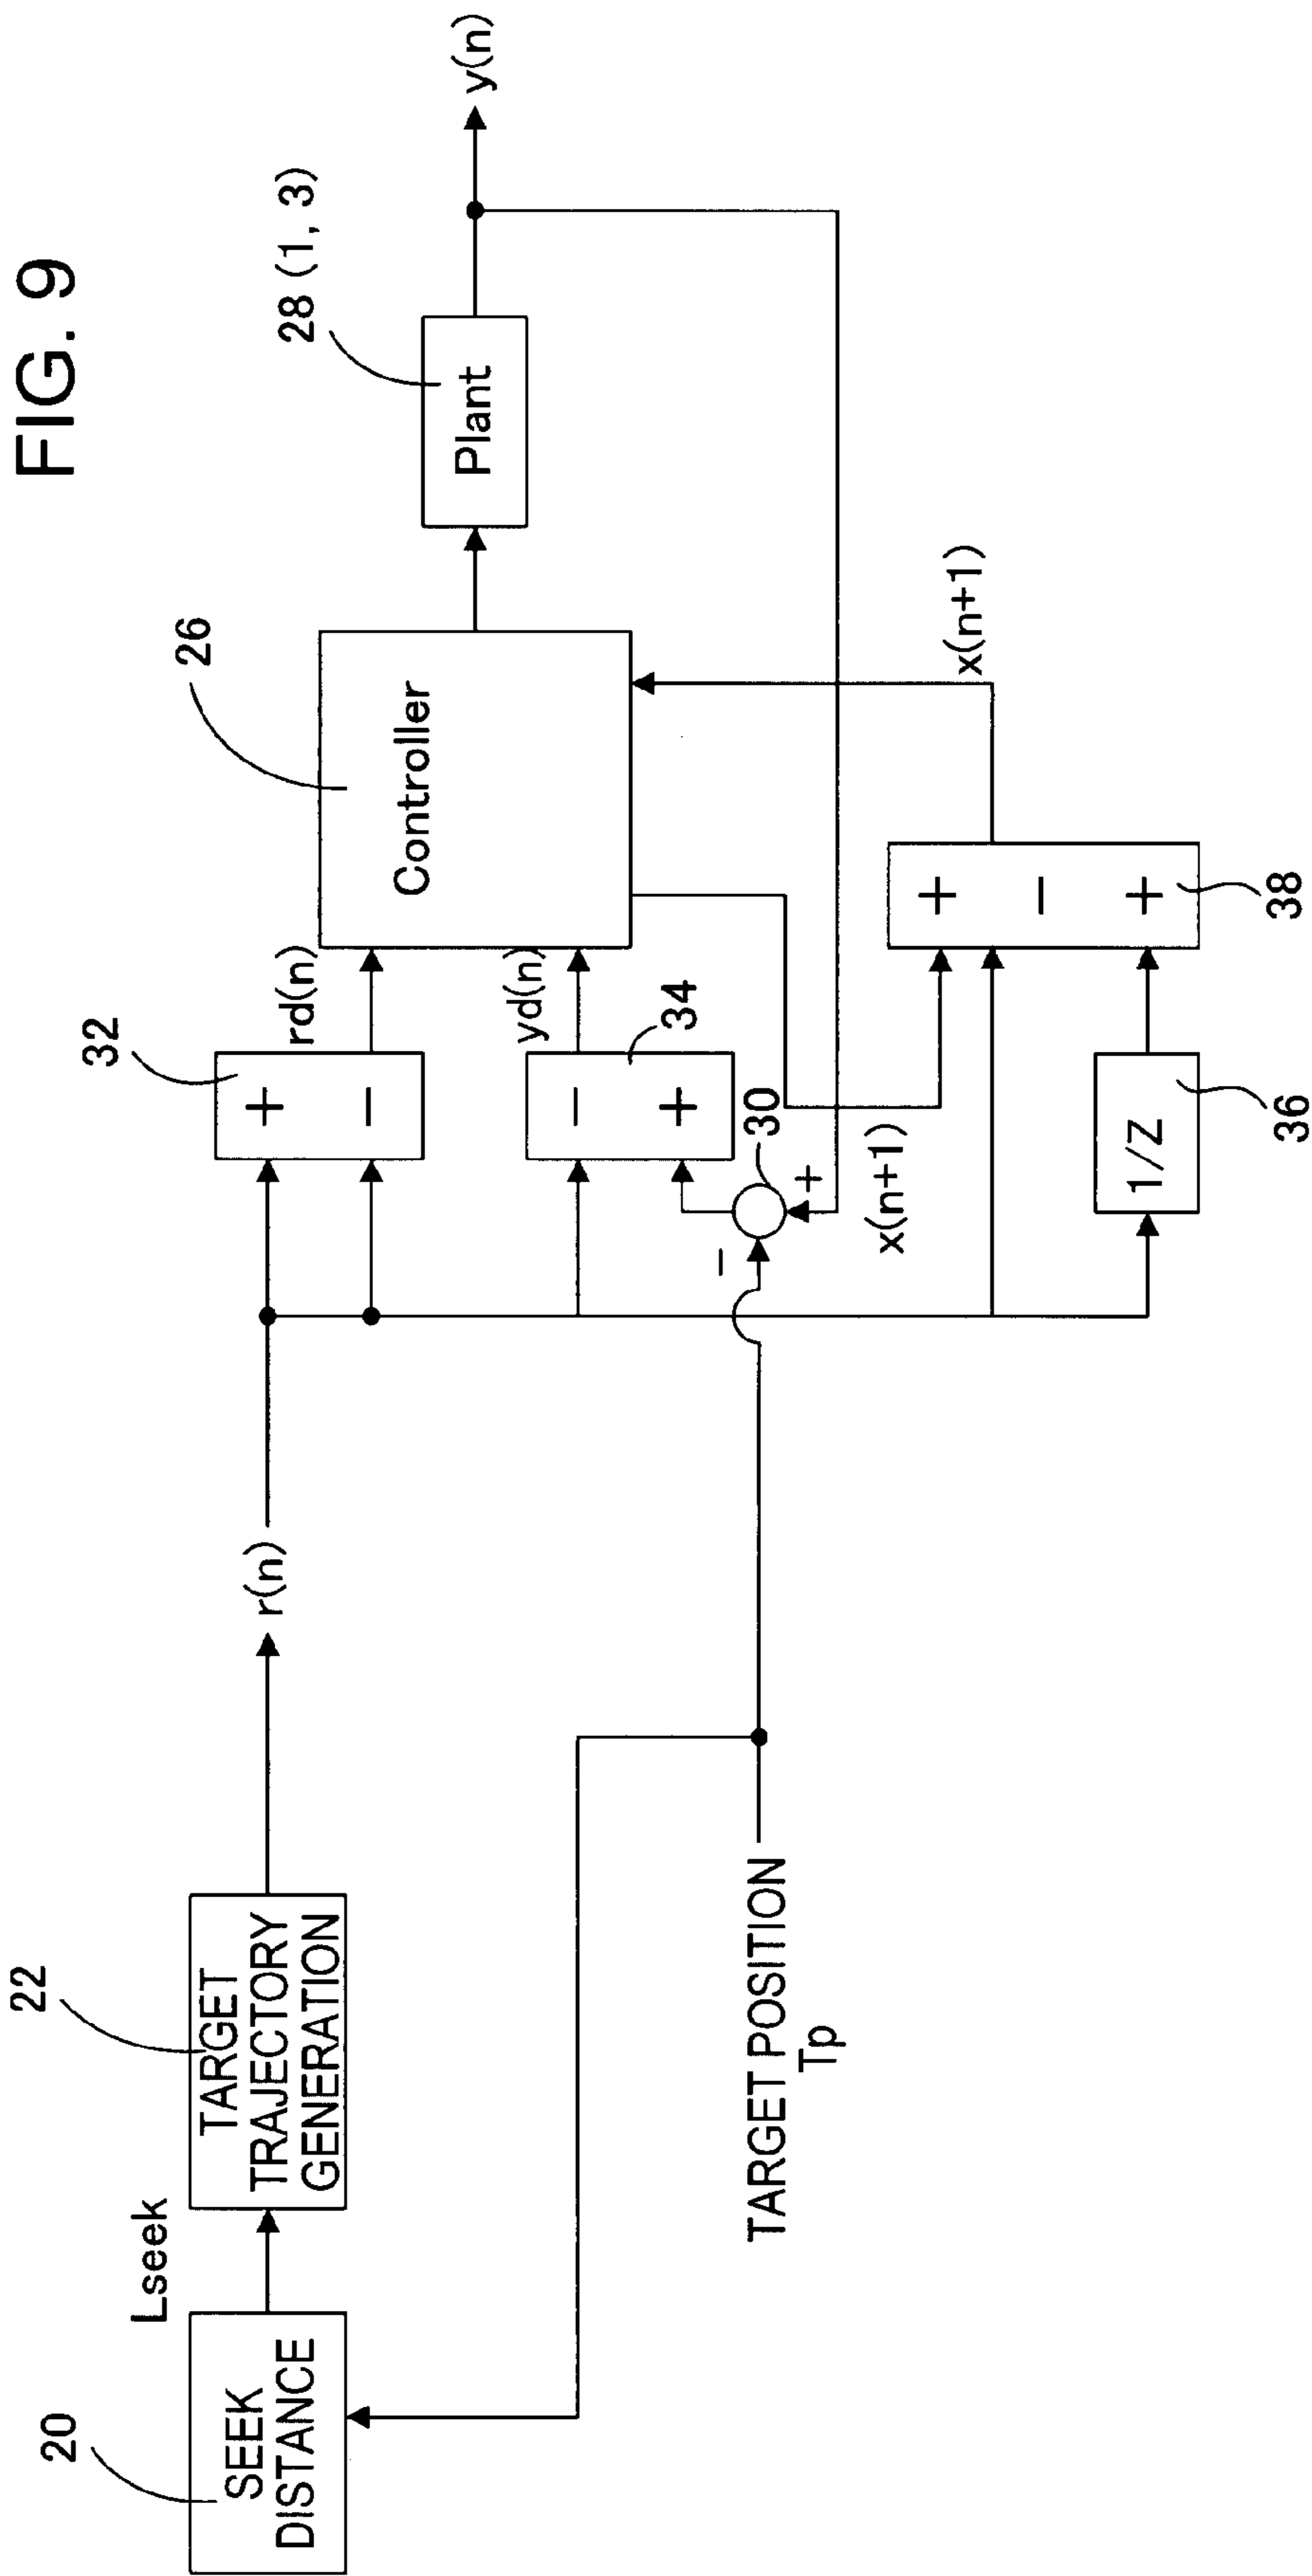 FIG. 9
20
SEEK
DISTANCE
Lseek
22
TARGET
TRAJECTORY
GENERATION
r(n)
32
+
−
rd(n)
26
Controller
28 (1, 3)
Plant
y(n)
yd(n)
−
+
34
30
−
+
TARGET POSITION
Tp
x(n+1)
x(n+1)
+
−
+
38
1/Z
36